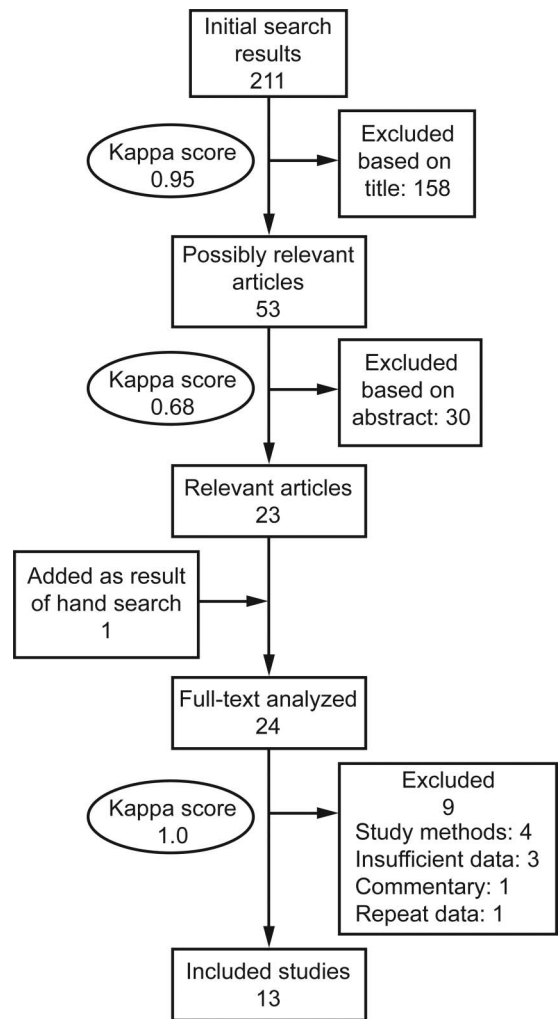 Initial search
results
211
Kappa score
0.95
Excluded
based on
title: 158
Possibly relevant
articles
53
Kappa score
0.68
Excluded
based on
abstract: 30
Relevant articles
23
Added as result
of hand search
1
Full-text analyzed
24
Kappa score
1.0
Excluded
9
Study methods: 4
Insufficient data: 3
Commentary: 1
Repeat data: 1
Included studies
13